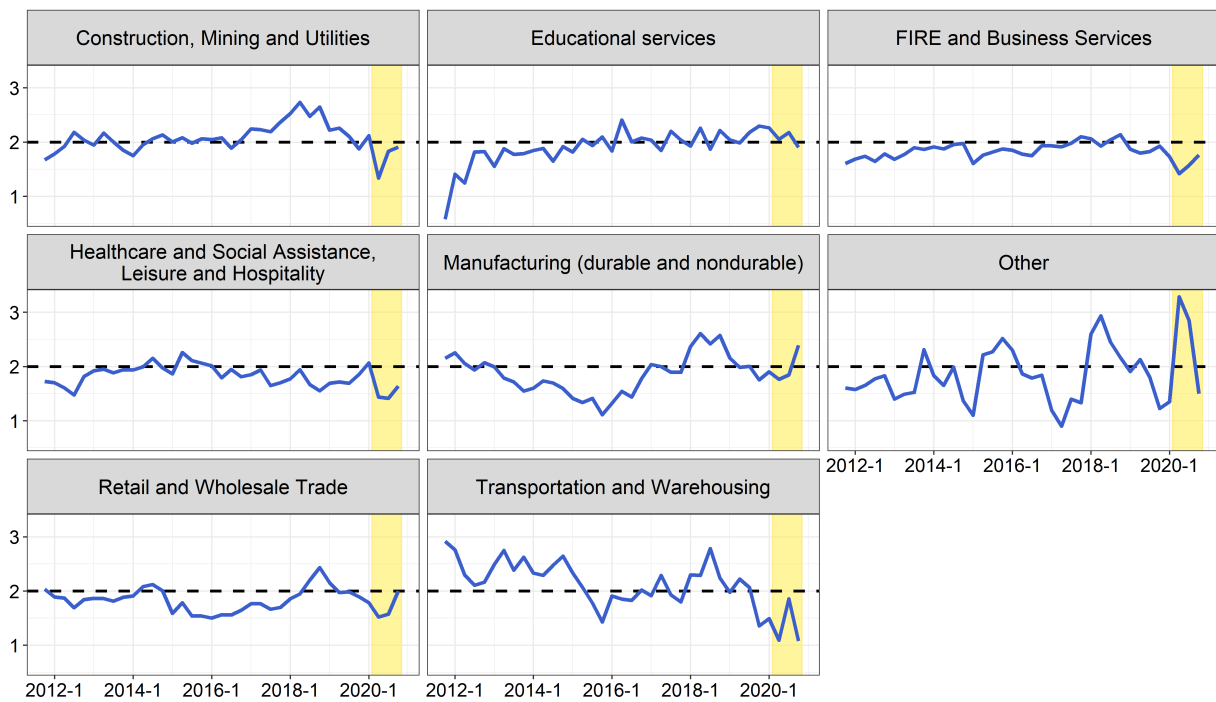 Construction, Mining and Utilities
Educational services
FIRE and Business Services
3
2
1
Healthcare and Social Assistance,
Leisure and Hospitality
Manufacturing (durable and nondurable)
Other
3
2
1
2012-1 2014-1 2016-1 2018-1 2020-1
Retail and Wholesale Trade
Transportation and Warehousing
3
2
1
2012-1 2014-1 2016-1 2018-1 2020-1
2012-1 2014-1 2016-1 2018-1 2020-1